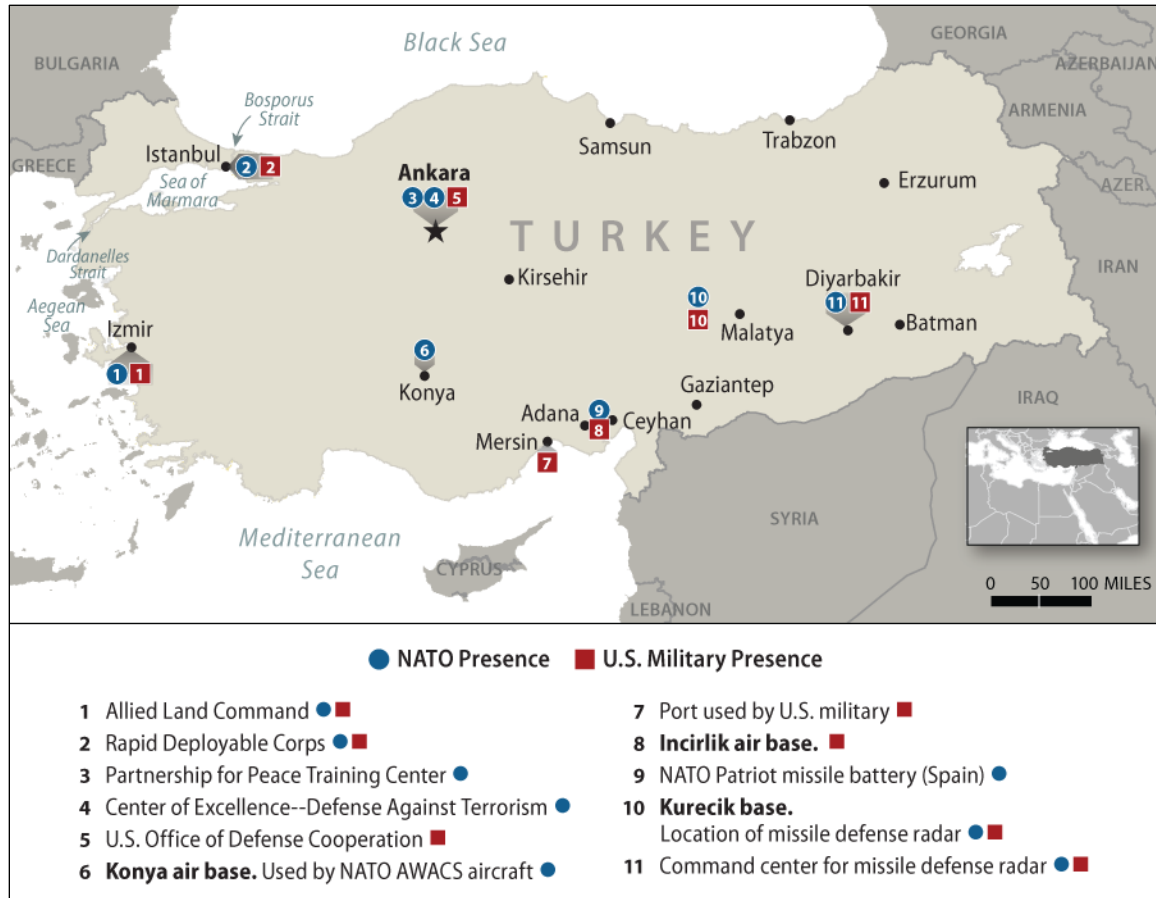 Black Sea
GEORGIA
BULGARIA
AZERBAIJAN
Bosporus
Strait
ARMENIA
Istanbul
2 2
Samsun
Trabzon
GREECE
Sea of
Marmara
Ankara
3 4 5
Erzurum
AZER.
TURKEY
Dardanelles
Strait
IRAN
Kirsehir
Diyarbakir
Aegean
Sea
10
10
11 11
Malatya
Batman
Izmir
1 1
6
Konya
Gaziantep
IRAQ
Adana
9
8
Ceyhan
Mersin
7
SYRIA
Mediterranean
Sea
CYPRUS
0 50 100 MILES
LEBANON
NATO Presence U.S. Military Presence
1 Allied Land Command
2 Rapid Deployable Corps
3 Partnership for Peace Training Center
4 Center of Excellence--Defense Against Terrorism
5 U.S. Office of Defense Cooperation
6 Konya air base. Used by NATO AWACS aircraft
7 Port used by U.S. military
8 Incirlik air base.
9 NATO Patriot missile battery (Spain)
10 Kurecik base.
Location of missile defense radar
11 Command center for missile defense radar